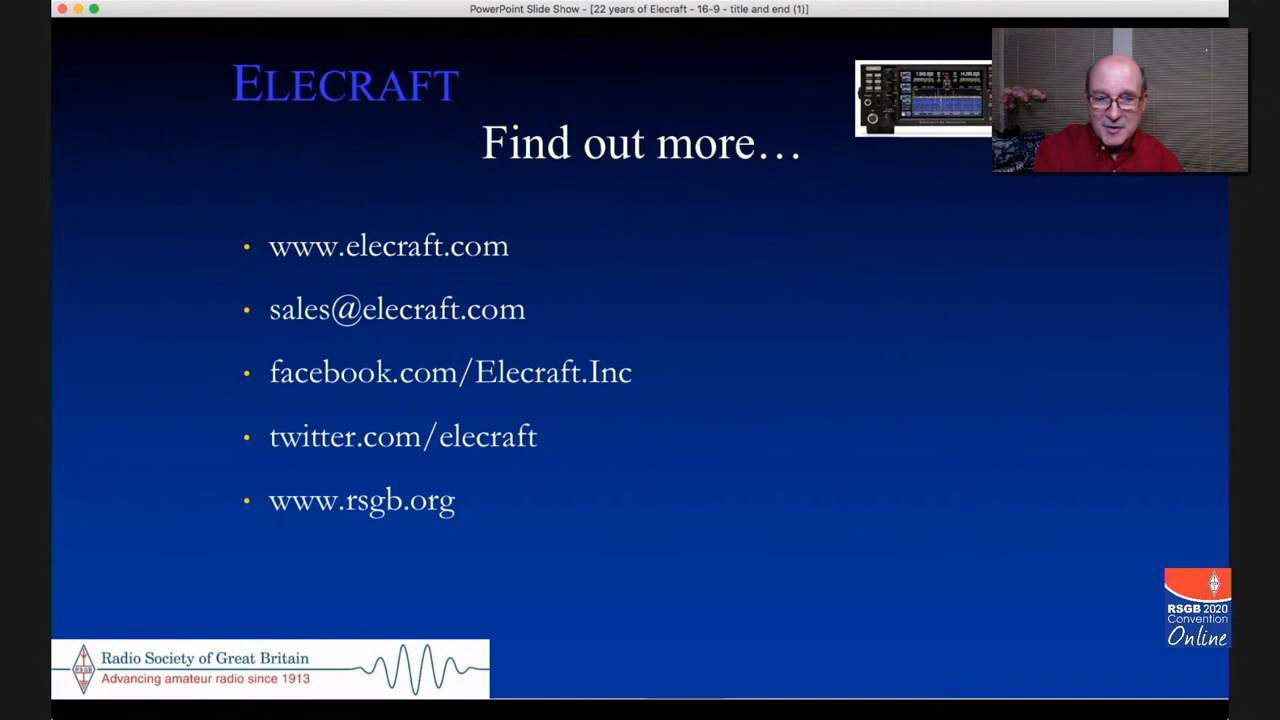 PowerPoint Slide Show - [22 years of Elecraft - 16-9 - title and end (1)]
ELECRAFT
Find out more…
• www.elecraft.com
• sales@elecraft.com
• facebook.com/Elecraft.Inc
• twitter.com/elecraft
• www.rsgb.org
RSGB 2020
Convention
Online
RSGB
Radio Society of Great Britain
Advancing amateur radio since 1913